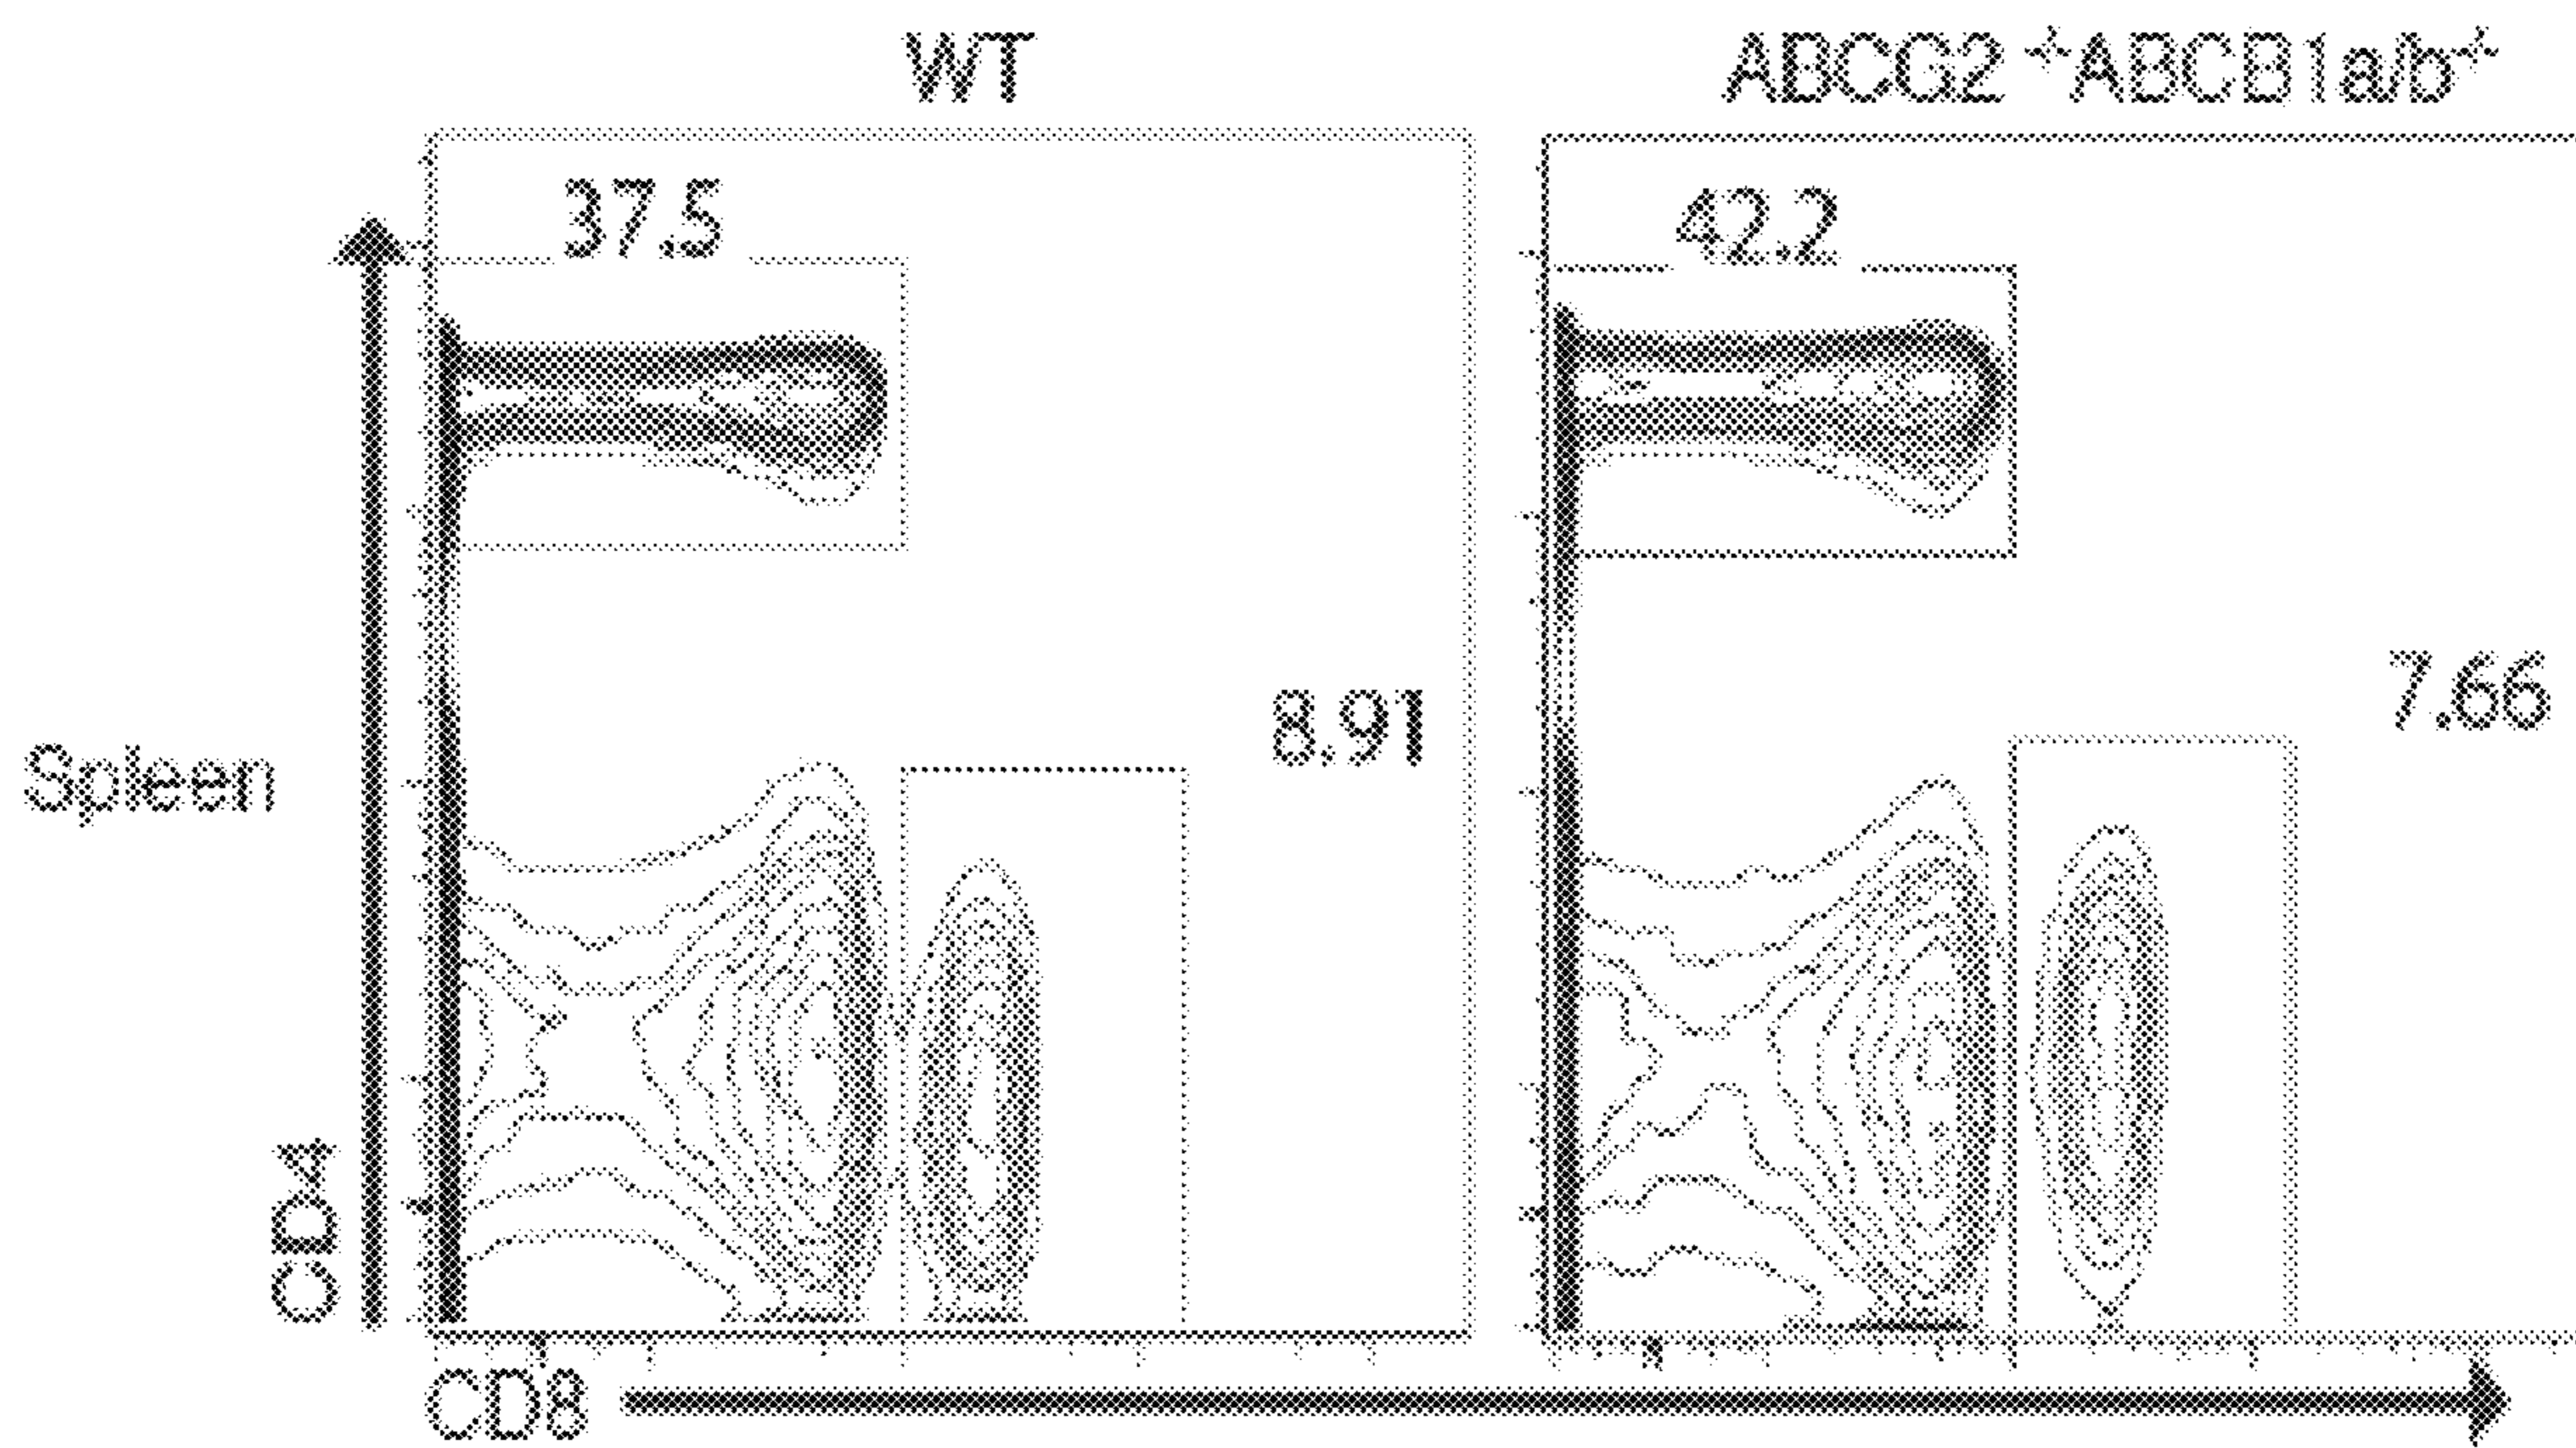 WT
ABCG2 -/-ABCB1a/b-/-
37.5
42.2
8.91
7.66
Spleen
CD4
CD8